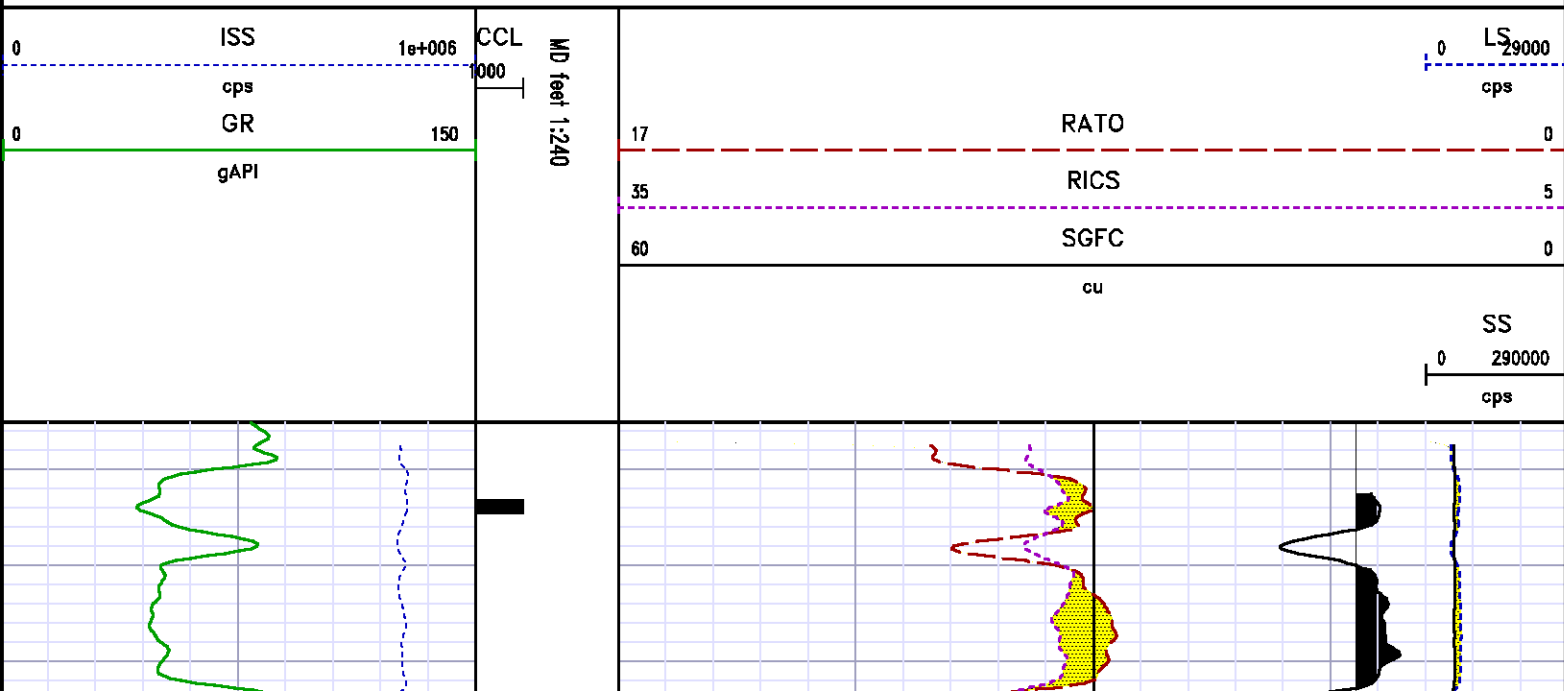 ISS
0 1e+006
cps
GR
0 150
gAPI
CCL
1000
MD feet 1:240
LS
0 29000
cps
RATO
17 0
RICS
35 5
SGFC
60 0
cu
SS
0 290000
cps